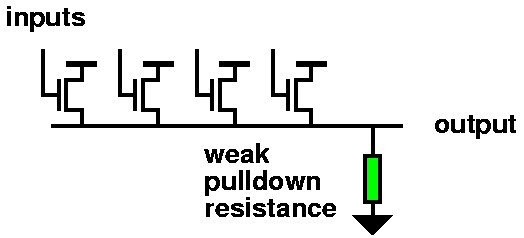 inputs
output
weak
pulldown
resistance